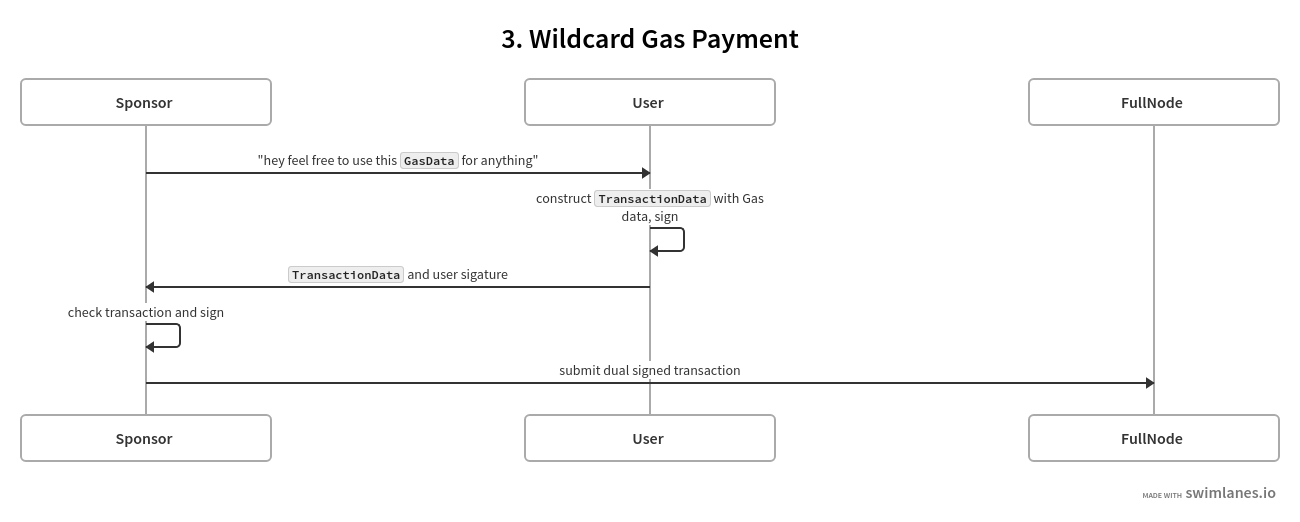 3. Wildcard Gas Payment
Sponsor
User
FullNode
"hey feel free to use this GasData for anything"
construct TransactionData with Gas
data, sign
TransactionData and user sigature
check transaction and sign
submit dual signed transaction
Sponsor
User
FullNode
MADE WITH swimlanes.io